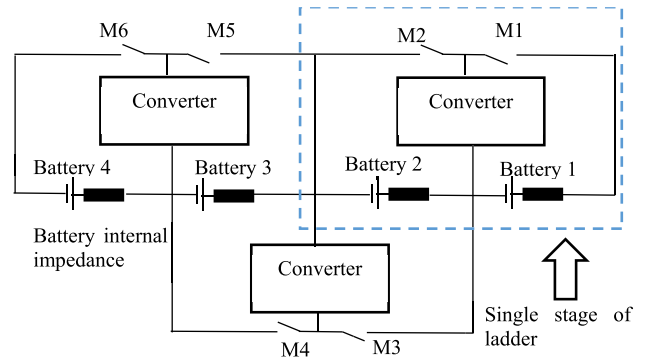 M6
M5
M2
M1
Converter
Converter
Battery 4
Battery 3
Battery 2
Battery 1
Battery internal
impedance
Converter
Single stage of
ladder
M4
M3